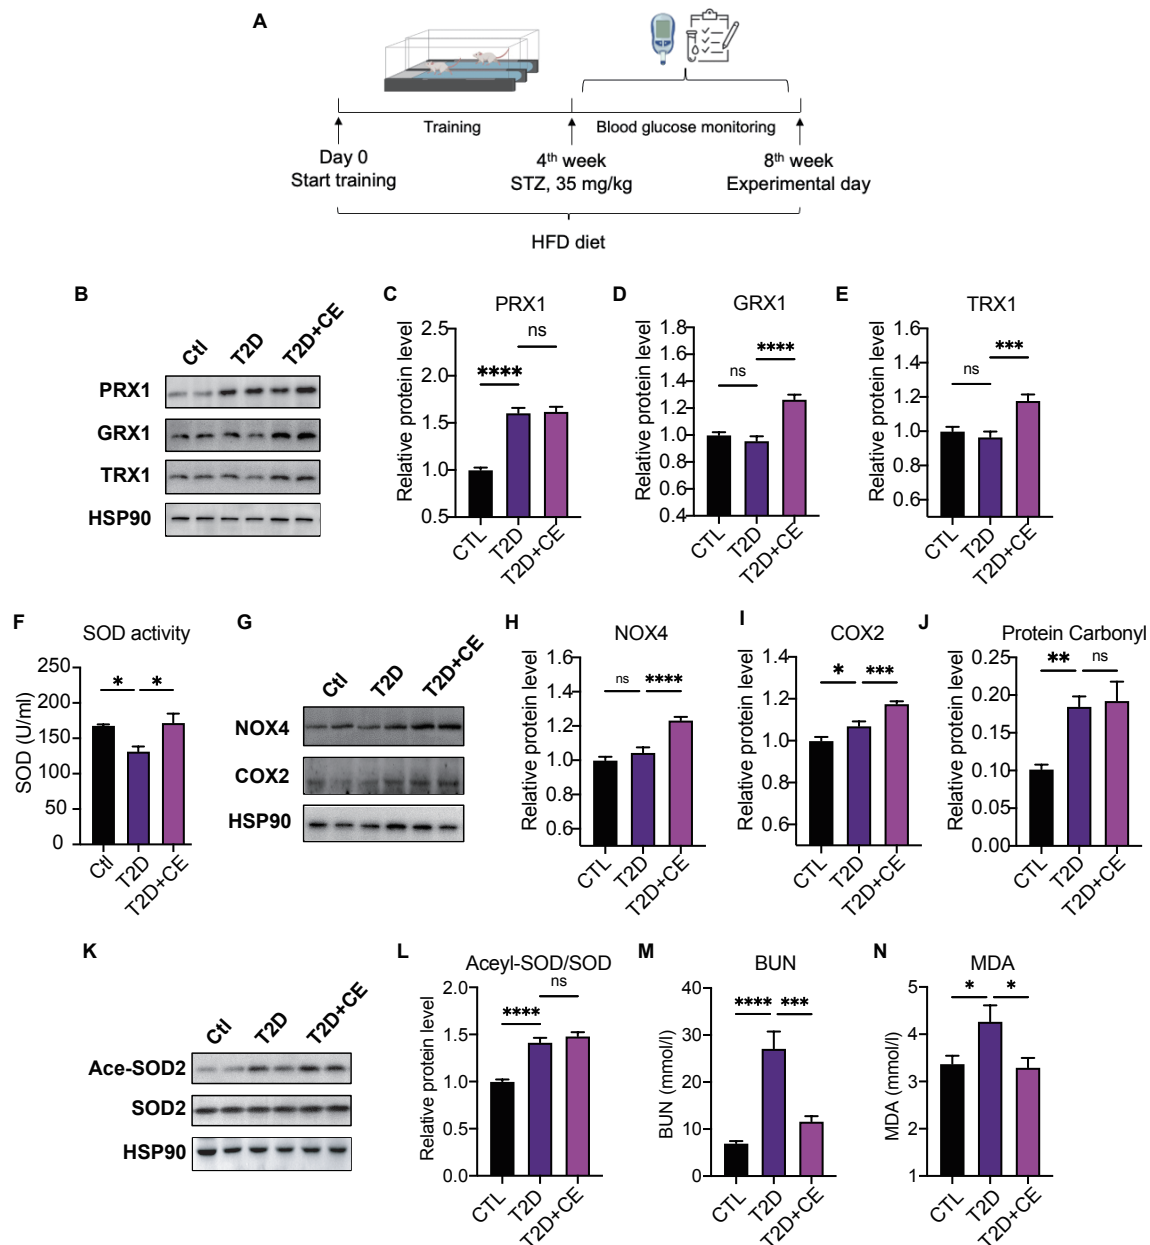 A
Training
Blood glucose monitoring
Day 0
Start training
4th week
STZ, 35 mg/kg
8th week
Experimental day
HFD diet
B
Ctl
T2D
T2D+CE
PRX1
GRX1
TRX1
HSP90
C
PRX1
Relative protein level
2.5
2.0
1.5
1.0
0.5
ns
****
CTL
T2D
T2D+CE
D
GRX1
Relative protein level
1.8
1.6
1.4
1.2
1.0
0.8
0.6
0.4
ns
****
CTL
T2D
T2D+CE
E
TRX1
Relative protein level
1.6
1.4
1.2
1.0
0.8
0.6
ns
***
CTL
T2D
T2D+CE
F
SOD activity
SOD (U/ml)
250
200
150
100
50
0
*
*
Ctl
T2D
T2D+CE
G
Ctl
T2D
T2D+CE
NOX4
COX2
HSP90
H
NOX4
Relative protein level
1.6
1.4
1.2
1.0
0.8
0.6
ns
****
CTL
T2D
T2D+CE
I
COX2
Relative protein level
1.4
1.2
1.0
0.8
0.6
*
***
CTL
T2D
T2D+CE
J
Protein Carbonyl
Relative protein level
0.25
0.20
0.15
0.10
0.05
0.00
**
ns
CTL
T2D
T2D+CE
K
Ctl
T2D
T2D+CE
Ace-SOD2
SOD2
HSP90
L
Aceyl-SOD/SOD
Relative protein level
2.0
1.5
1.0
0.5
0.0
ns
****
CTL
T2D
T2D+CE
M
BUN
BUN (mmol/l)
40
30
20
10
0
****
***
CTL
T2D
T2D+CE
N
MDA
MDA (mmol/l)
5
4
3
2
1
*
*
CTL
T2D
T2D+CE